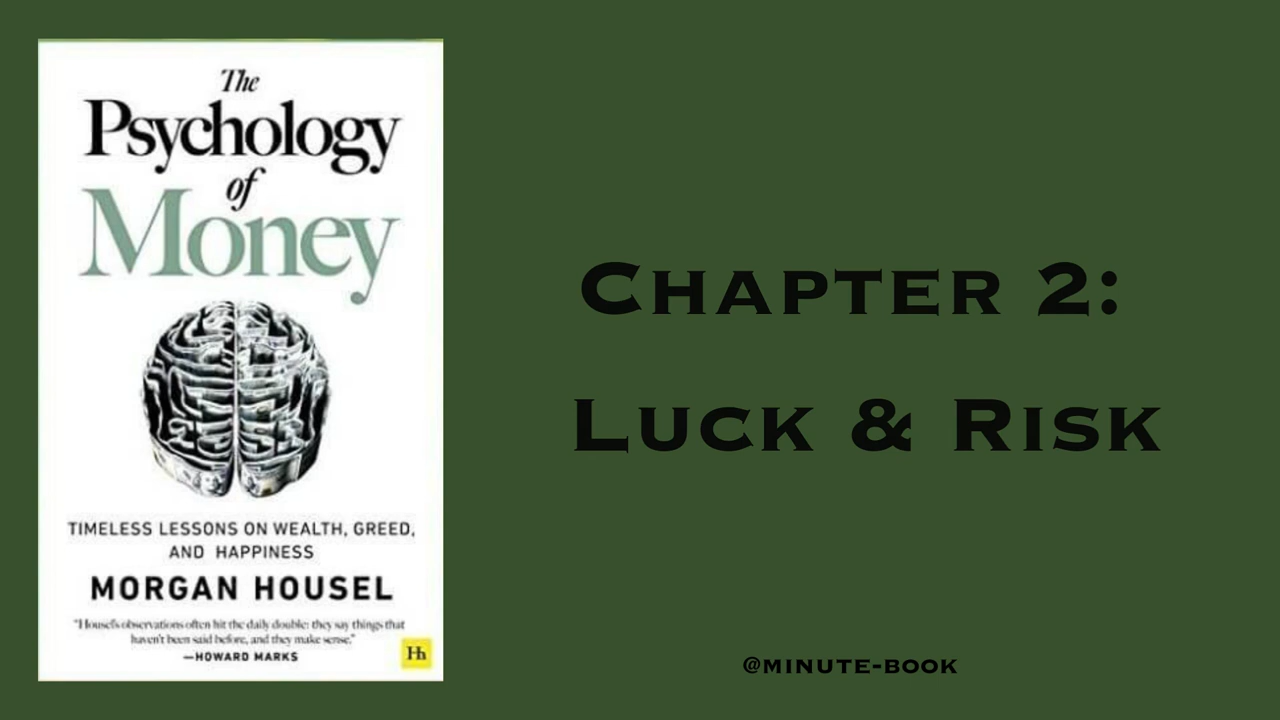 The
Psychology
of
Money
TIMELESS LESSONS ON WEALTH, GREED,
AND HAPPINESS
MORGAN HOUSEL
"Housel's observations often hit the daily double: they say things that
haven't been said before, and they make sense."
—HOWARD MARKS
Hh
CHAPTER 2:
LUCK & RISK
@MINUTE-BOOK